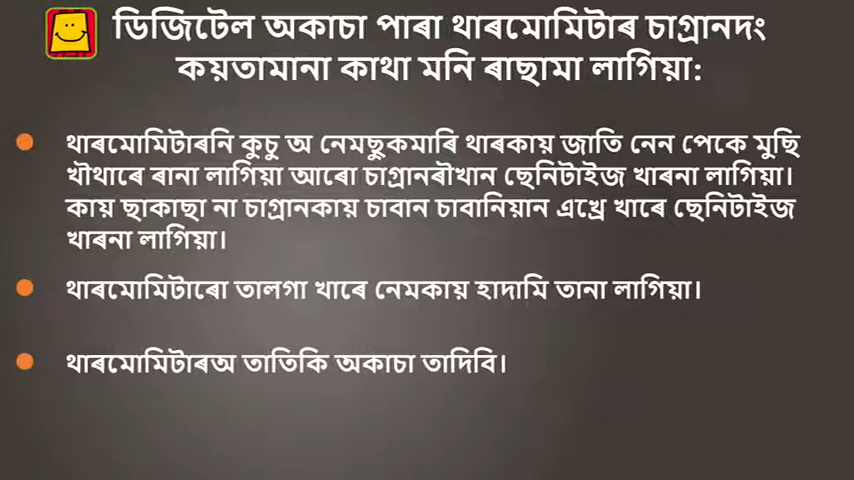 ডিজিটেল অকাচা পাৰা থাৰমোমিটাৰ চাগ্ৰানদং
কয়তামানা কাথা মনি ৰাছামা লাগিয়া:
থাৰমোমিটাৰনি কুচু অ নেমছুকমাৰি থাৰকায় জাতি নেন পেকে মুছি
খৗথাৰে ৰানা লাগিয়া আৰো চাগ্ৰানৰৗখান ছেনিটাইজ খাৰনা লাগিয়া।
কায় ছাকাছা না চাগ্ৰানকায় চাবান চাবানিয়ান এখ্ৰে খাৰে ছেনিটাইজ
খাৰনা লাগিয়া।
থাৰমোমিটাৰো তালগা খাৰে নেমকায় হাদামি তানা লাগিয়া।
থাৰমোমিটাৰঅ তাতিকি অকাচা তাদিবি।